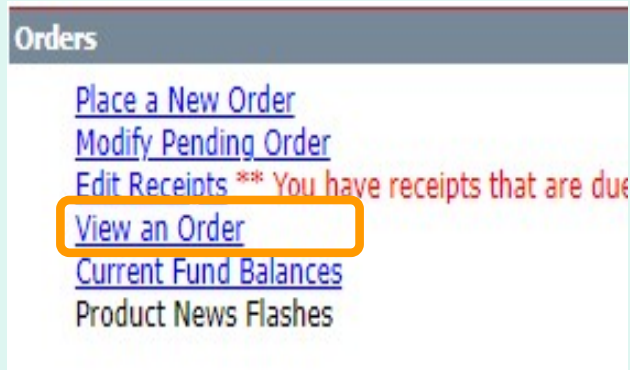 Orders
Place a New Order
Modify Pending Order
Edit Receipts ** You have receipts that are due
View an Order
Current Fund Balances
Product News Flashes